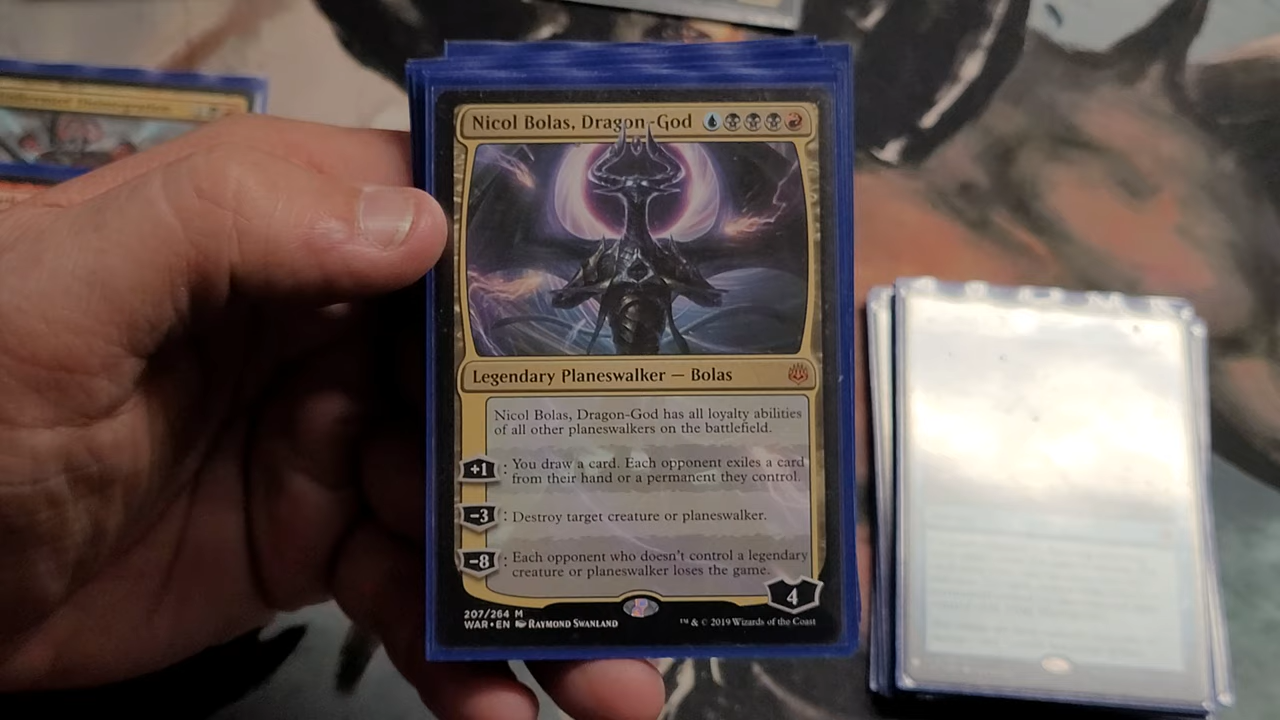 Nicol Bolas, Dragon-God
Legendary Planeswalker — Bolas
Nicol Bolas, Dragon-God has all loyalty abilities
of all other planeswalkers on the battlefield.
+1 : You draw a card. Each opponent exiles a card
from their hand or a permanent they control.
−3 : Destroy target creature or planeswalker.
−8 : Each opponent who doesn't control a legendary
creature or planeswalker loses the game.
4
207/264 M
WAR • EN RAYMOND SWANLAND
™ & © 2019 Wizards of the Coast